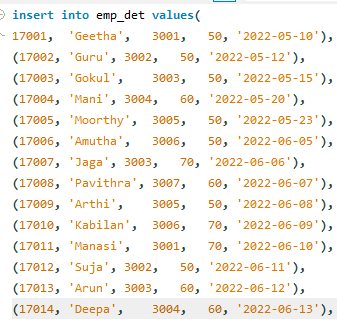 insert into emp_det values(
17001, 'Geetha', 3001, 50, '2022-05-10'),
(17002, 'Guru', 3002, 50, '2022-05-12'),
(17003, 'Gokul', 3003, 50, '2022-05-15'),
(17004, 'Mani', 3004, 60, '2022-05-20'),
(17005, 'Moorthy', 3005, 50, '2022-05-23'),
(17006, 'Amutha', 3006, 50, '2022-06-05'),
(17007, 'Jaga', 3003, 70, '2022-06-06'),
(17008, 'Pavithra', 3007, 60, '2022-06-07'),
(17009, 'Arthi', 3005, 50, '2022-06-08'),
(17010, 'Kabilan', 3006, 70, '2022-06-09'),
(17011, 'Manasi', 3001, 70, '2022-06-10'),
(17012, 'Suja', 3002, 50, '2022-06-11'),
(17013, 'Arun', 3003, 60, '2022-06-12'),
(17014, 'Deepa', 3004, 60, '2022-06-13'),